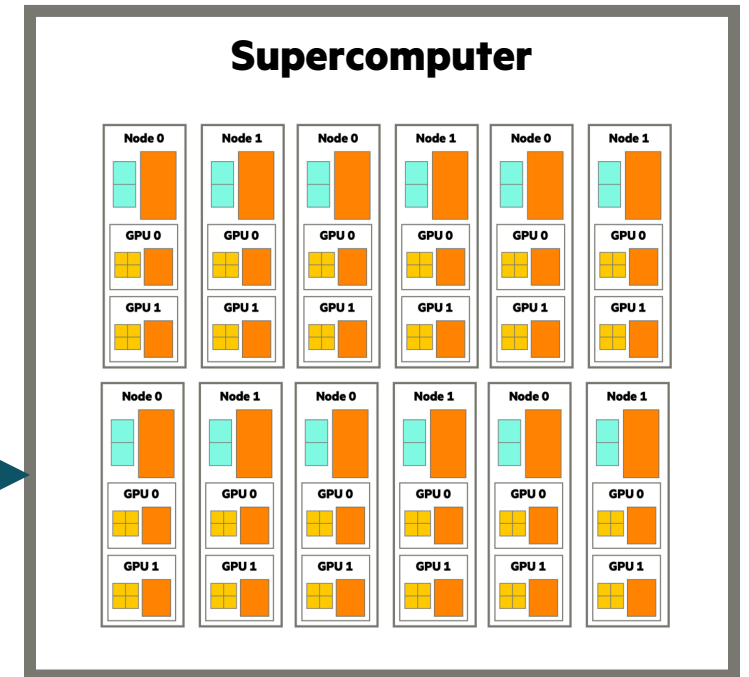 Supercomputer
Node 0 Node 1 Node 0 Node 1 Node 0 Node 1
GPU 0 GPU 0 GPU 0 GPU 0 GPU 0 GPU 0
GPU 1 GPU 1 GPU 1 GPU 1 GPU 1 GPU 1
Node 0 Node 1 Node 0 Node 1 Node 0 Node 1
GPU 0 GPU 0 GPU 0 GPU 0 GPU 0 GPU 0
GPU 1 GPU 1 GPU 1 GPU 1 GPU 1 GPU 1